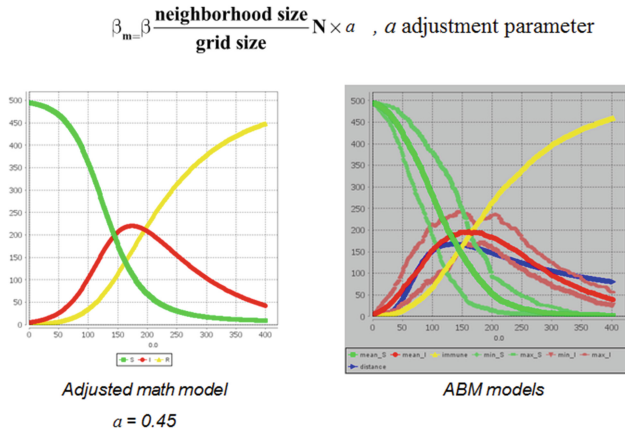 βm=β neighborhood size / grid size N × a , a adjustment parameter
500
450
400
350
300
250
200
150
100
50
0
0 50 100 150 200 250 300 350 400
0.0
S I R
Adjusted math model
a = 0.45
500
450
400
350
300
250
200
150
100
50
0
0 50 100 150 200 250 300 350 400
0.0
mean_S mean_I immune min_S max_S min_I max_I
distance
ABM models